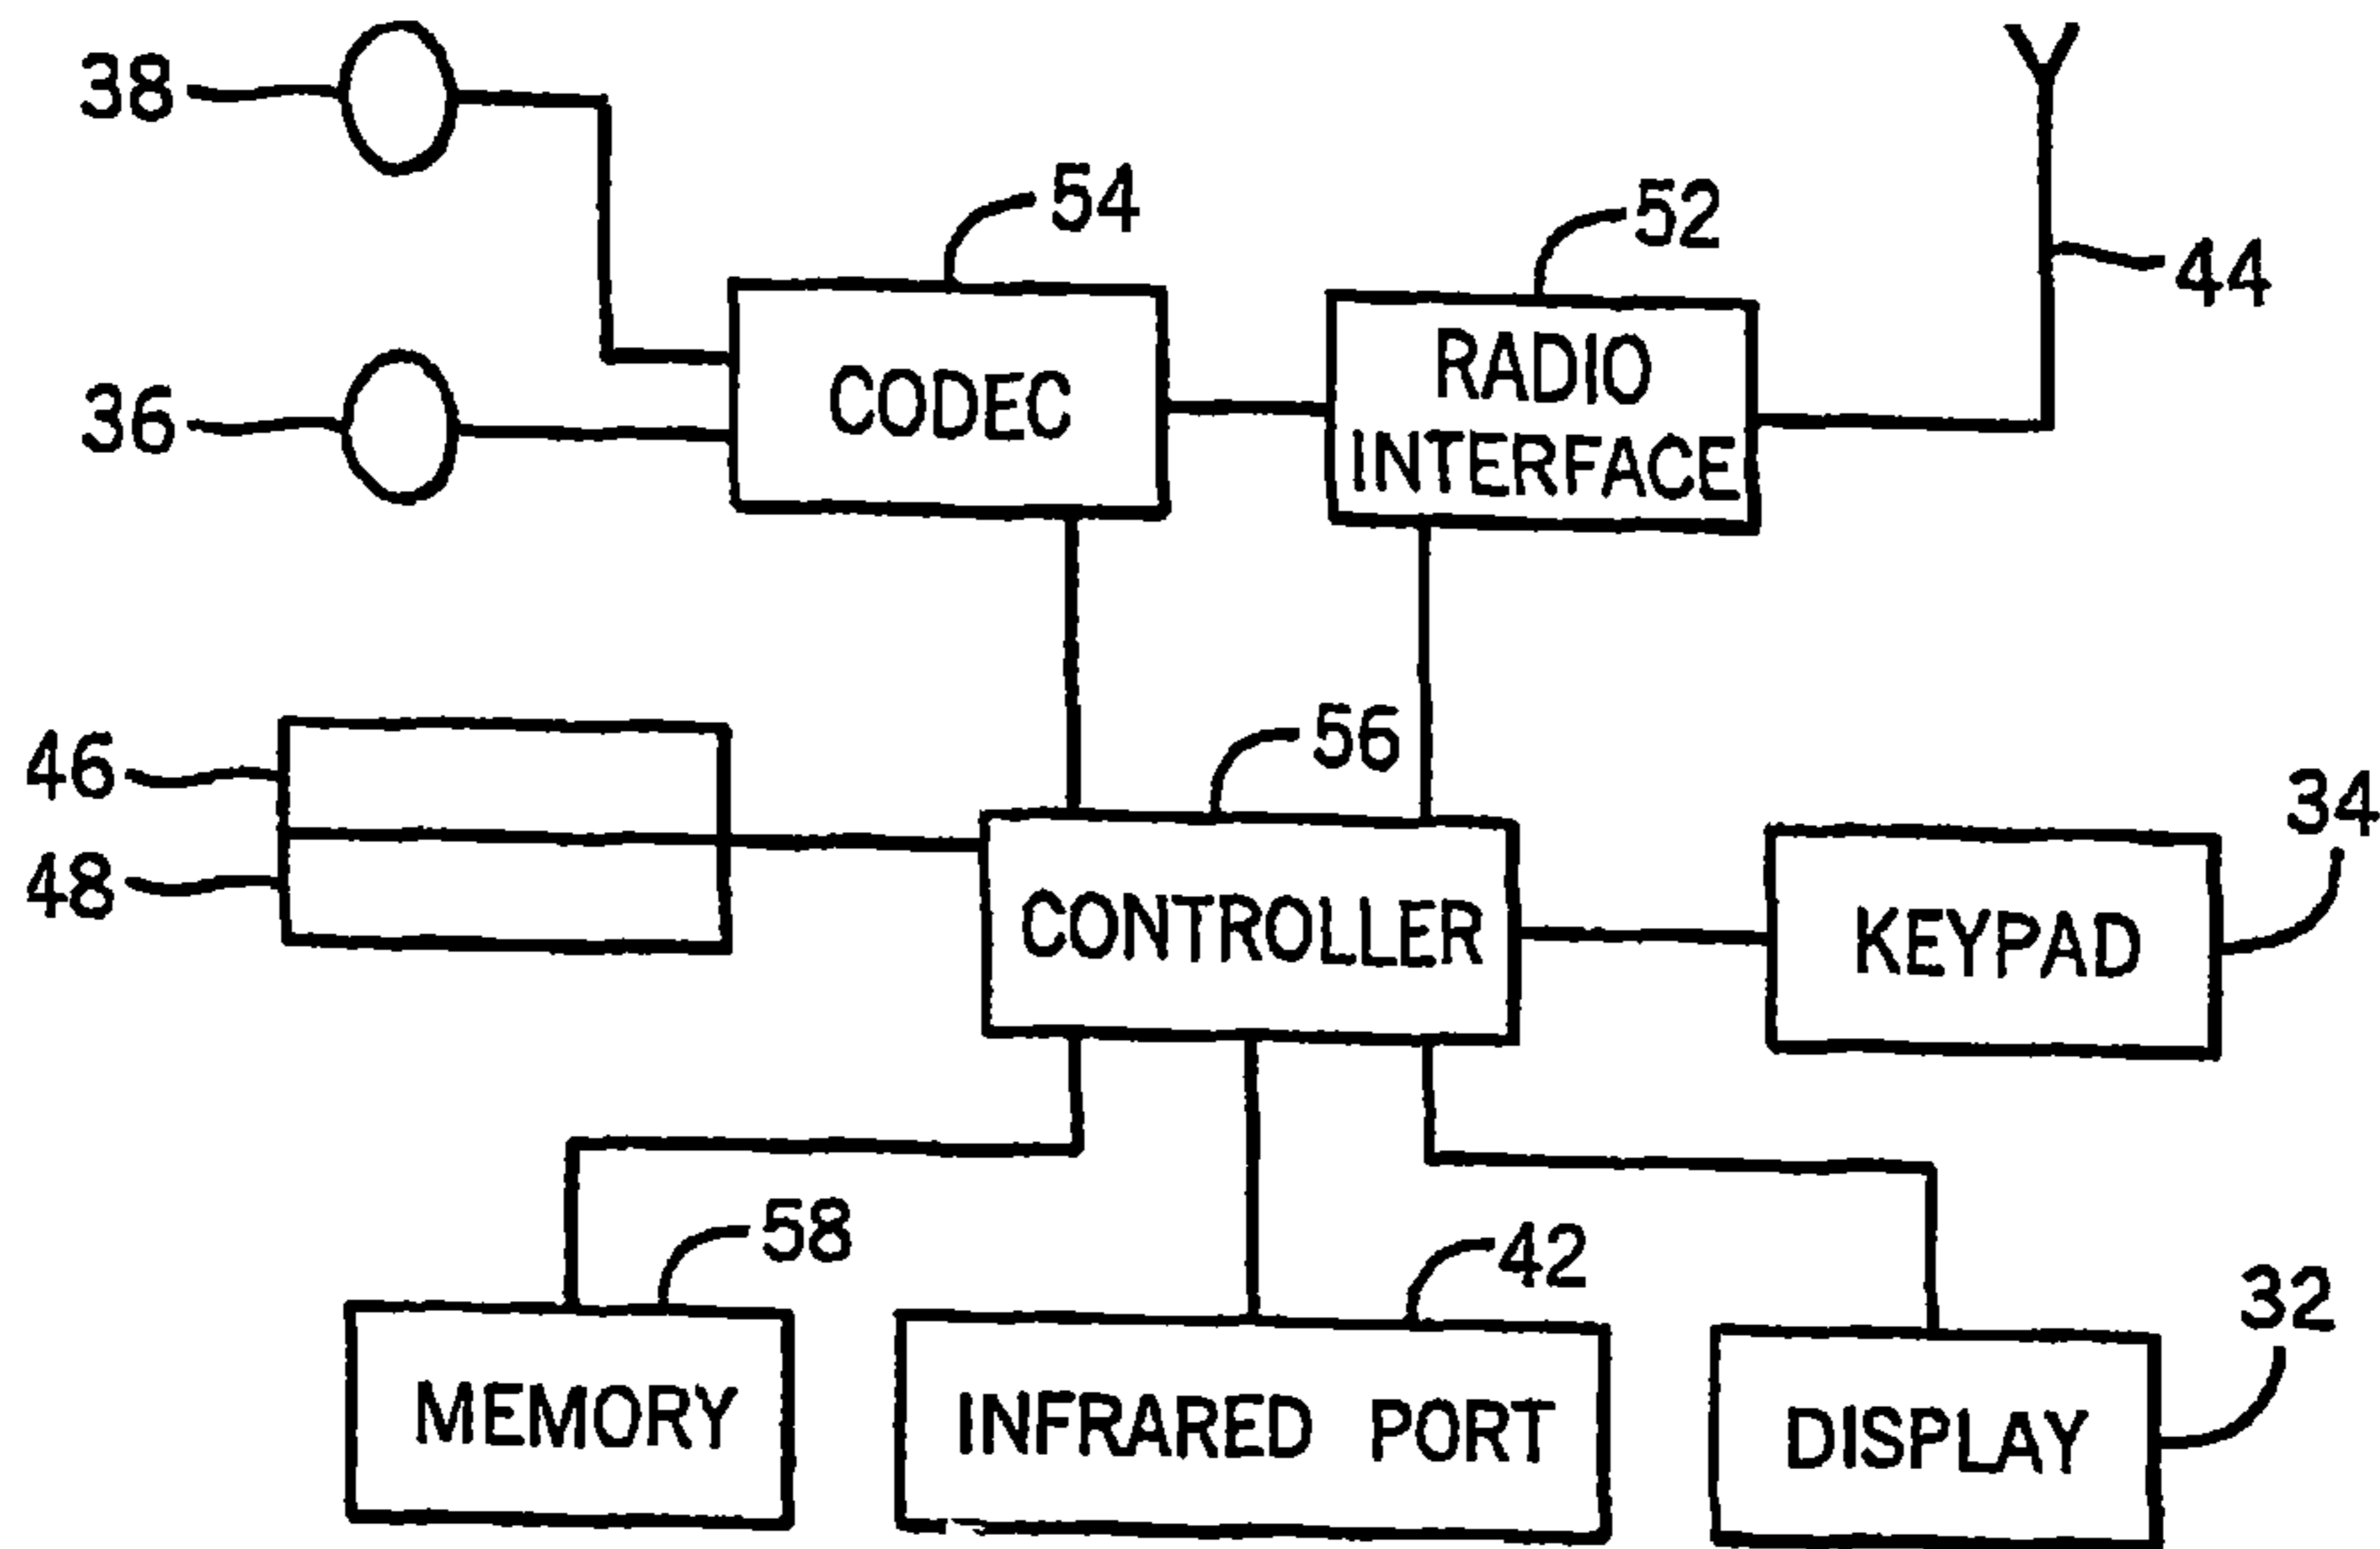 38
54
52
44
CODEC
RADIO
INTERFACE
36
46
56
34
48
CONTROLLER
KEYPAD
58
42
32
MEMORY
INFRARED PORT
DISPLAY